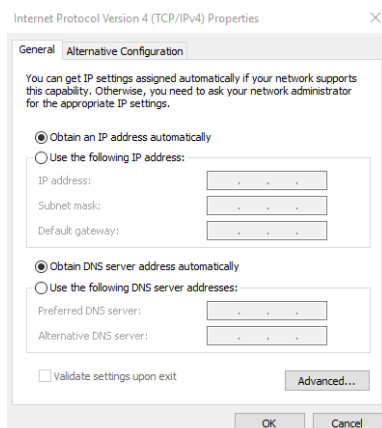 Internet Protocol Version 4 (TCP/IPv4) Properties
General
Alternative Configuration
You can get IP settings assigned automatically if your network supports
this capability. Otherwise, you need to ask your network administrator
for the appropriate IP settings.
Obtain an IP address automatically
Use the following IP address:
IP address:
Subnet mask:
Default gateway:
Obtain DNS server address automatically
Use the following DNS server addresses:
Preferred DNS server:
Alternative DNS server:
Validate settings upon exit
Advanced...
OK
Cancel